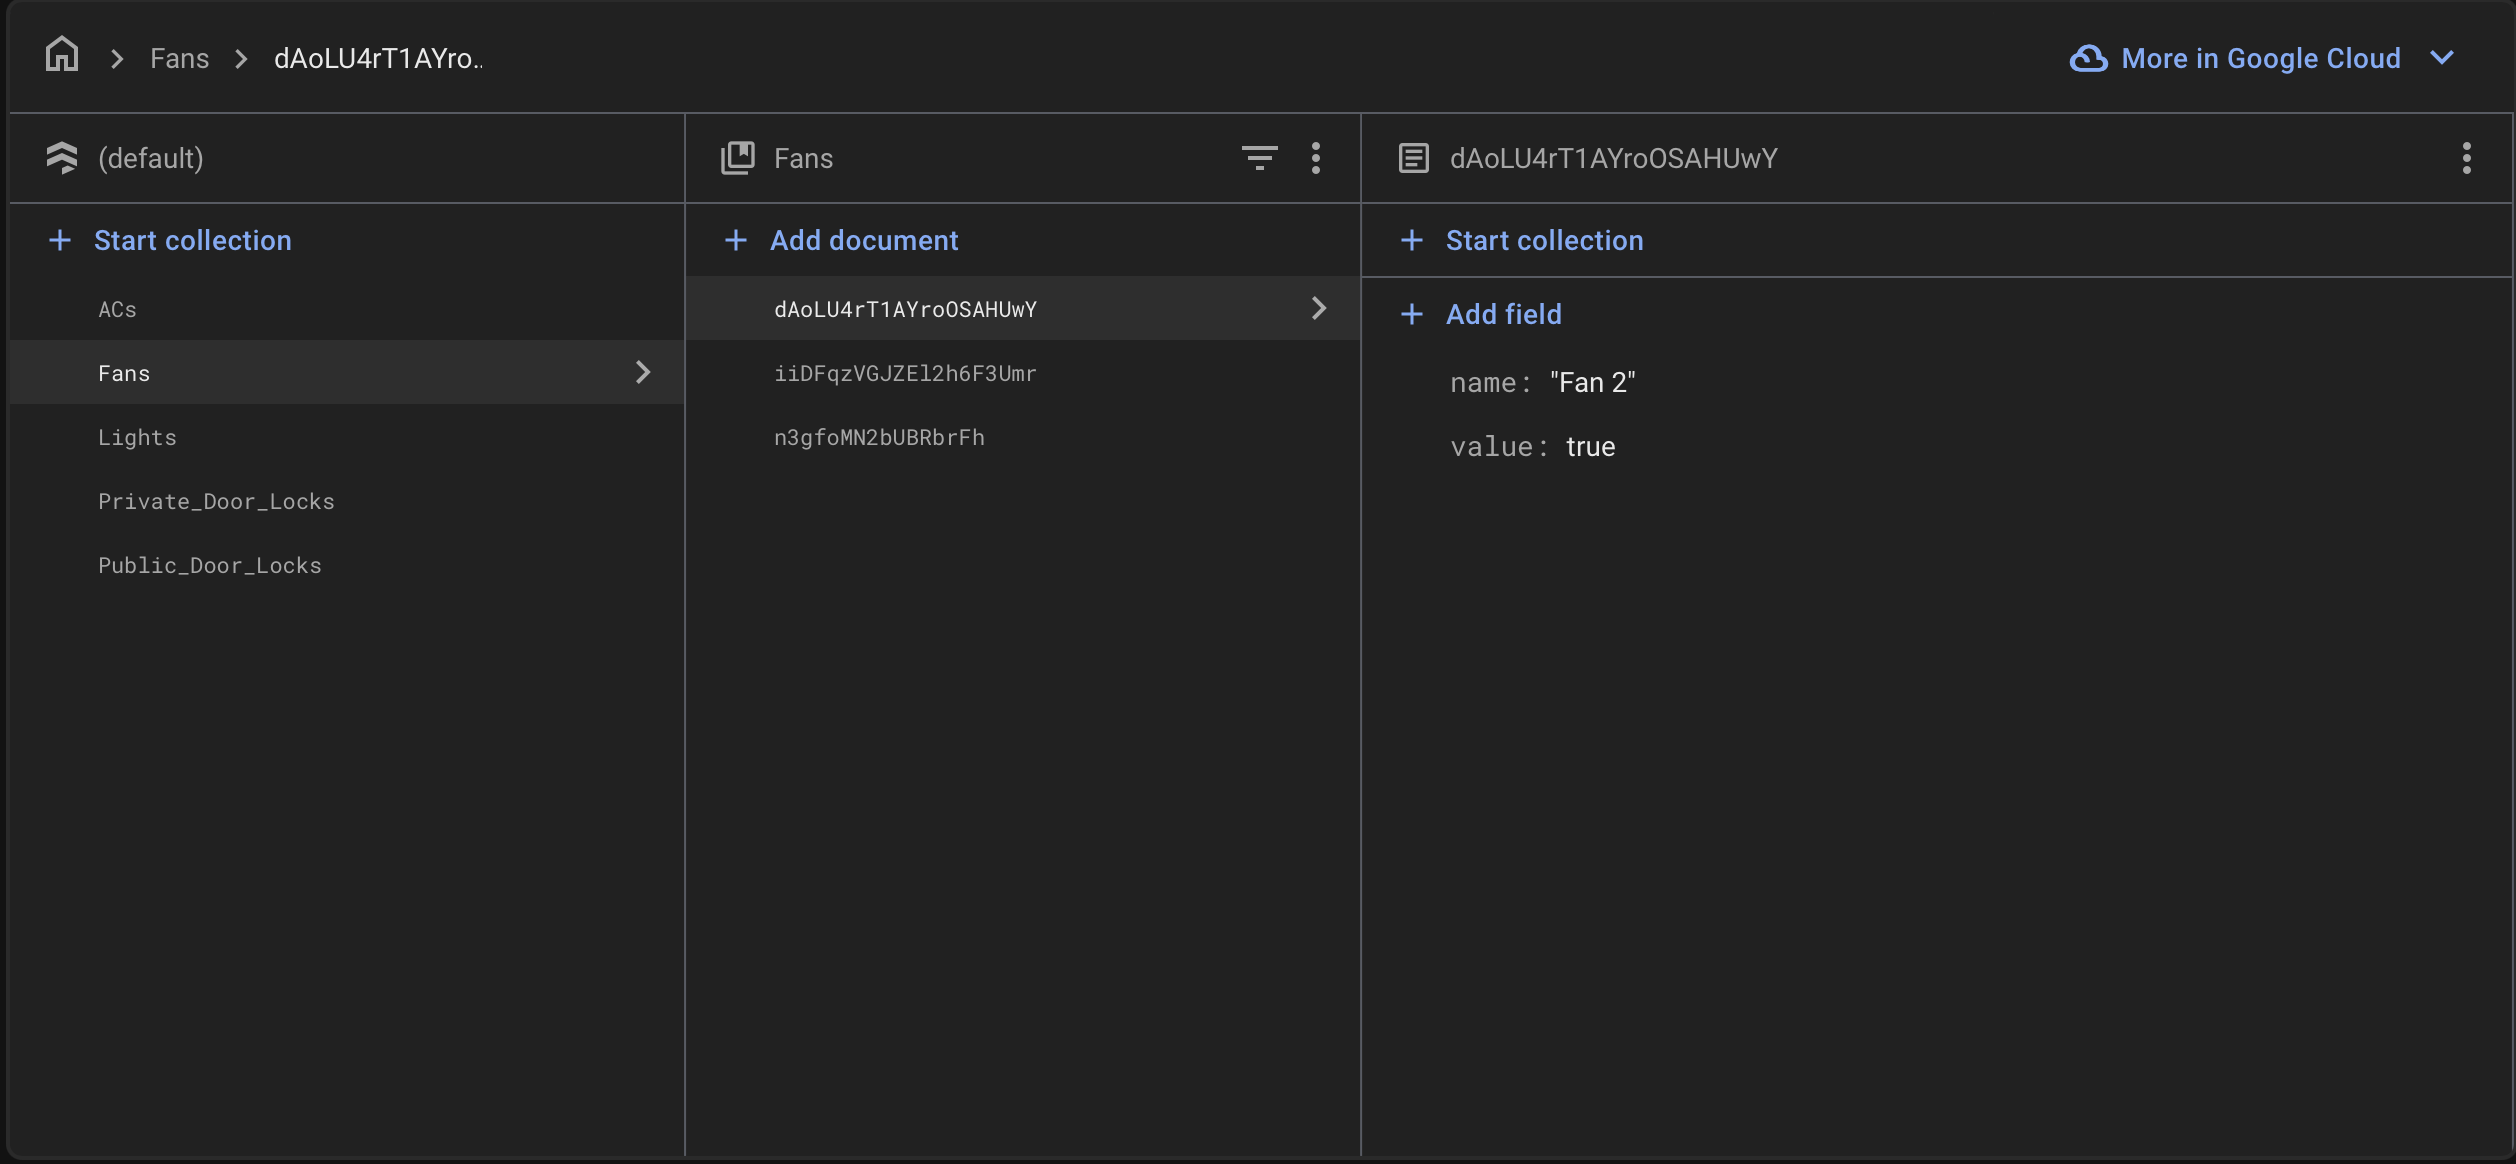 Fans
dAoLU4rT1AYro..
More in Google Cloud
(default)
Start collection
ACs
Fans
Lights
Private_Door_Locks
Public_Door_Locks
Fans
Add document
dAoLU4rT1AYroOSAHUwY
iiDFqzVGJZEl2h6F3Umr
n3gfoMN2bUBRbrFh
dAoLU4rT1AYroOSAHUwY
Start collection
Add field
name: "Fan 2"
value: true